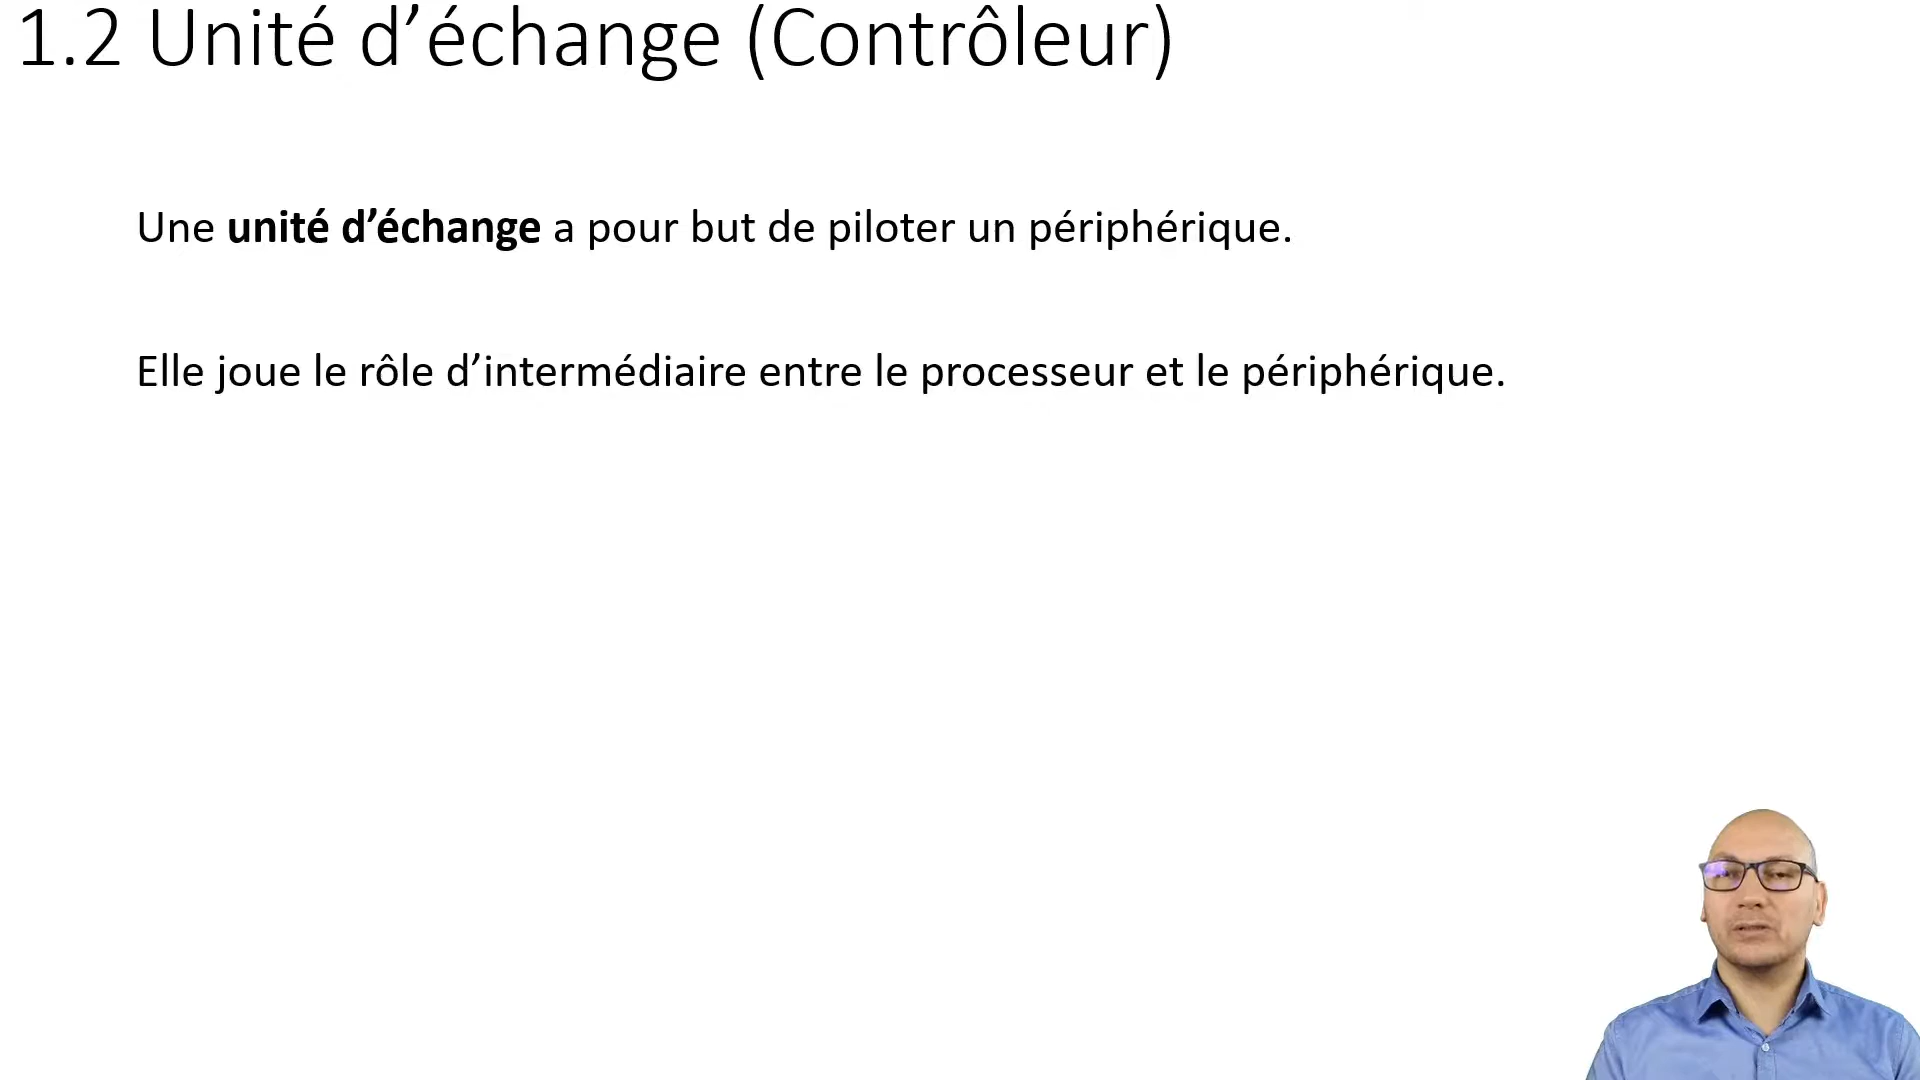 1.2 Unité d’échange (Contrôleur)
Une unité d’échange a pour but de piloter un périphérique.
Elle joue le rôle d’intermédiaire entre le processeur et le périphérique.